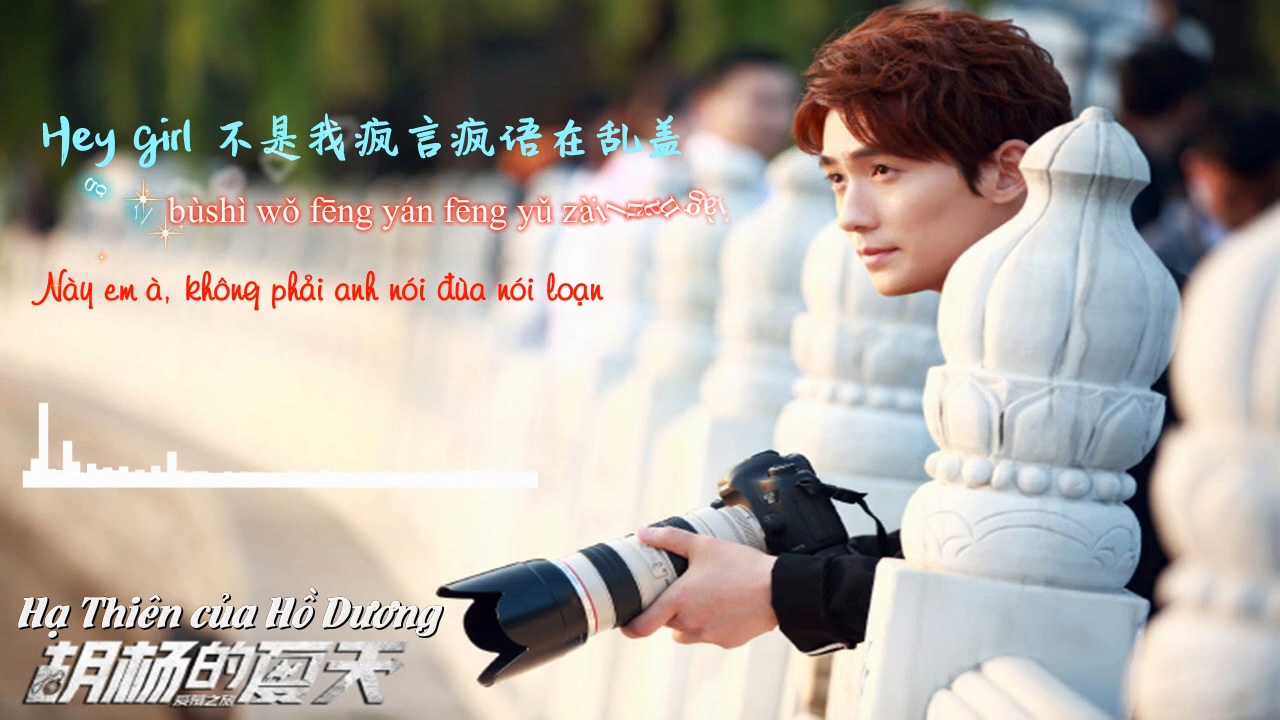 Hey girl 不是我疯言疯语在乱盖
bùshì wǒ fēng yán fēng yǔ zài
Này em à, không phải anh nói đùa nói loạn
Hạ Thiên của Hồ Dương
胡杨的夏天